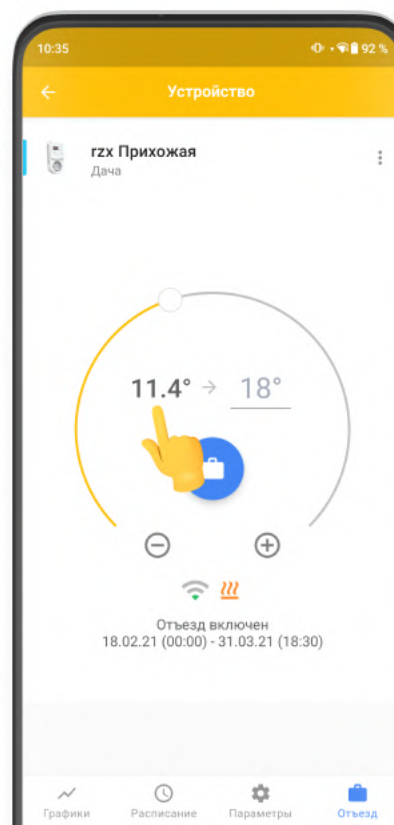 10:35
92 %
Устройство
rzx Прихожая
Дача
11.4° → 18°
Отъезд включен
18.02.21 (00:00) - 31.03.21 (18:30)
Графики
Расписание
Параметры
Отъезд